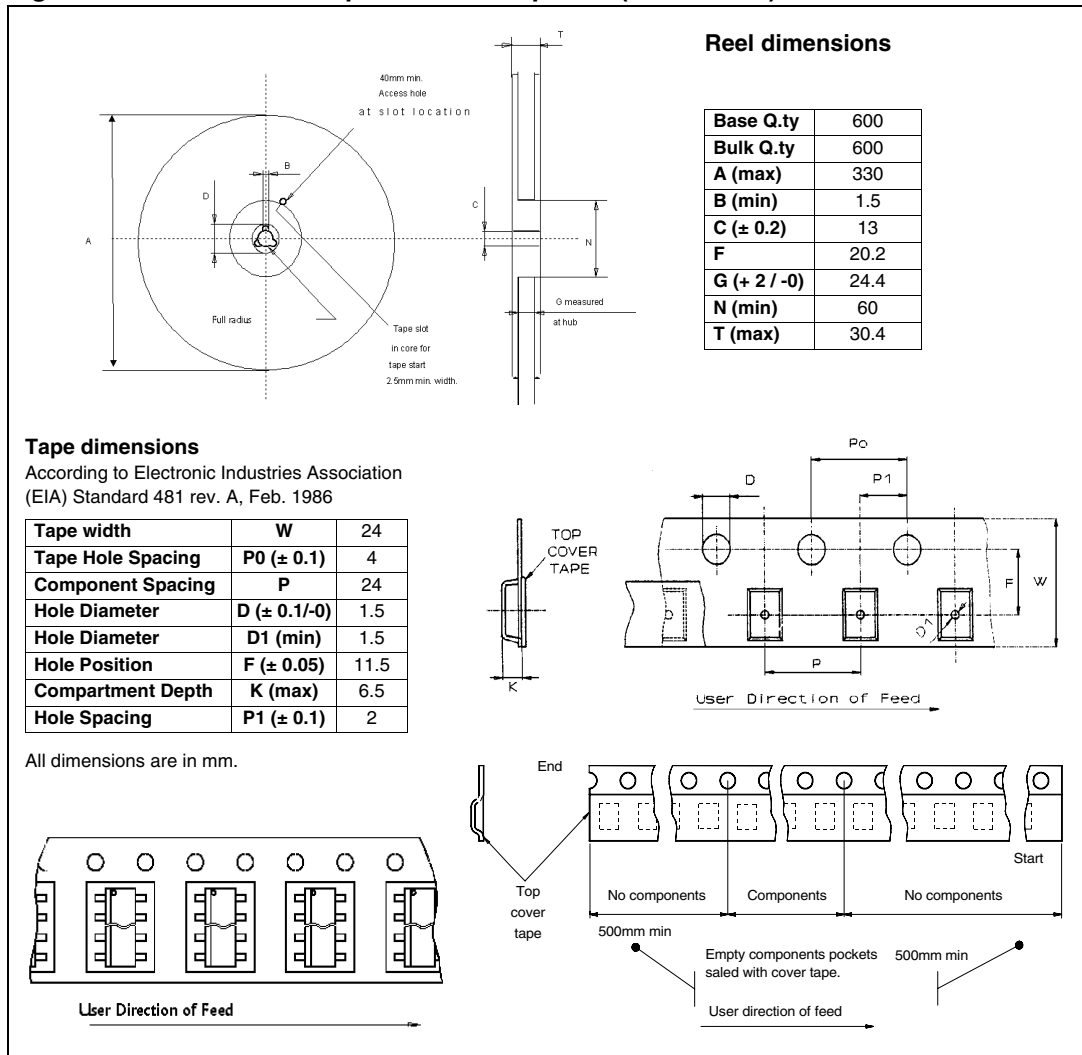 T
Reel dimensions
40mm min.
Access hole
at slot location
Base Q.ty 600
Bulk Q.ty 600
A (max) 330
B (min) 1.5
C (± 0.2) 13
F 20.2
G (+ 2 / -0) 24.4
N (min) 60
T (max) 30.4
B
D
C
A
N
G measured
at hub
Full radius
Tape slot
in core for
tape start
2.5mm min. width.
Tape dimensions
According to Electronic Industries Association
(EIA) Standard 481 rev. A, Feb. 1986
Tape width W 24
Tape Hole Spacing P0 (± 0.1) 4
Component Spacing P 24
Hole Diameter D (± 0.1/-0) 1.5
Hole Diameter D1 (min) 1.5
Hole Position F (± 0.05) 11.5
Compartment Depth K (max) 6.5
Hole Spacing P1 (± 0.1) 2
All dimensions are in mm.
Po
D
P1
TOP
COVER
TAPE
F
W
D1
K
P
User Direction of Feed
End
Start
Top
cover
tape
No components
Components
No components
500mm min
Empty components pockets
saled with cover tape.
500mm min
User direction of feed
User Direction of Feed